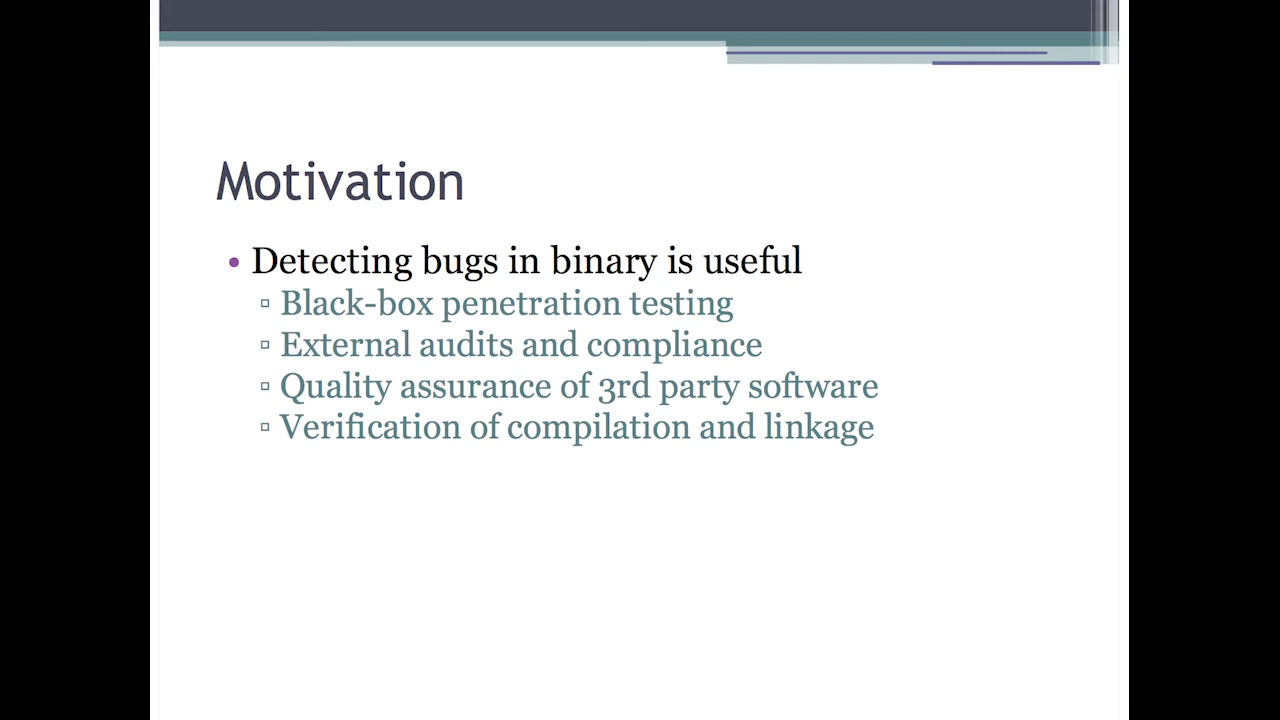 Motivation
• Detecting bugs in binary is useful
▫ Black-box penetration testing
▫ External audits and compliance
▫ Quality assurance of 3rd party software
▫ Verification of compilation and linkage